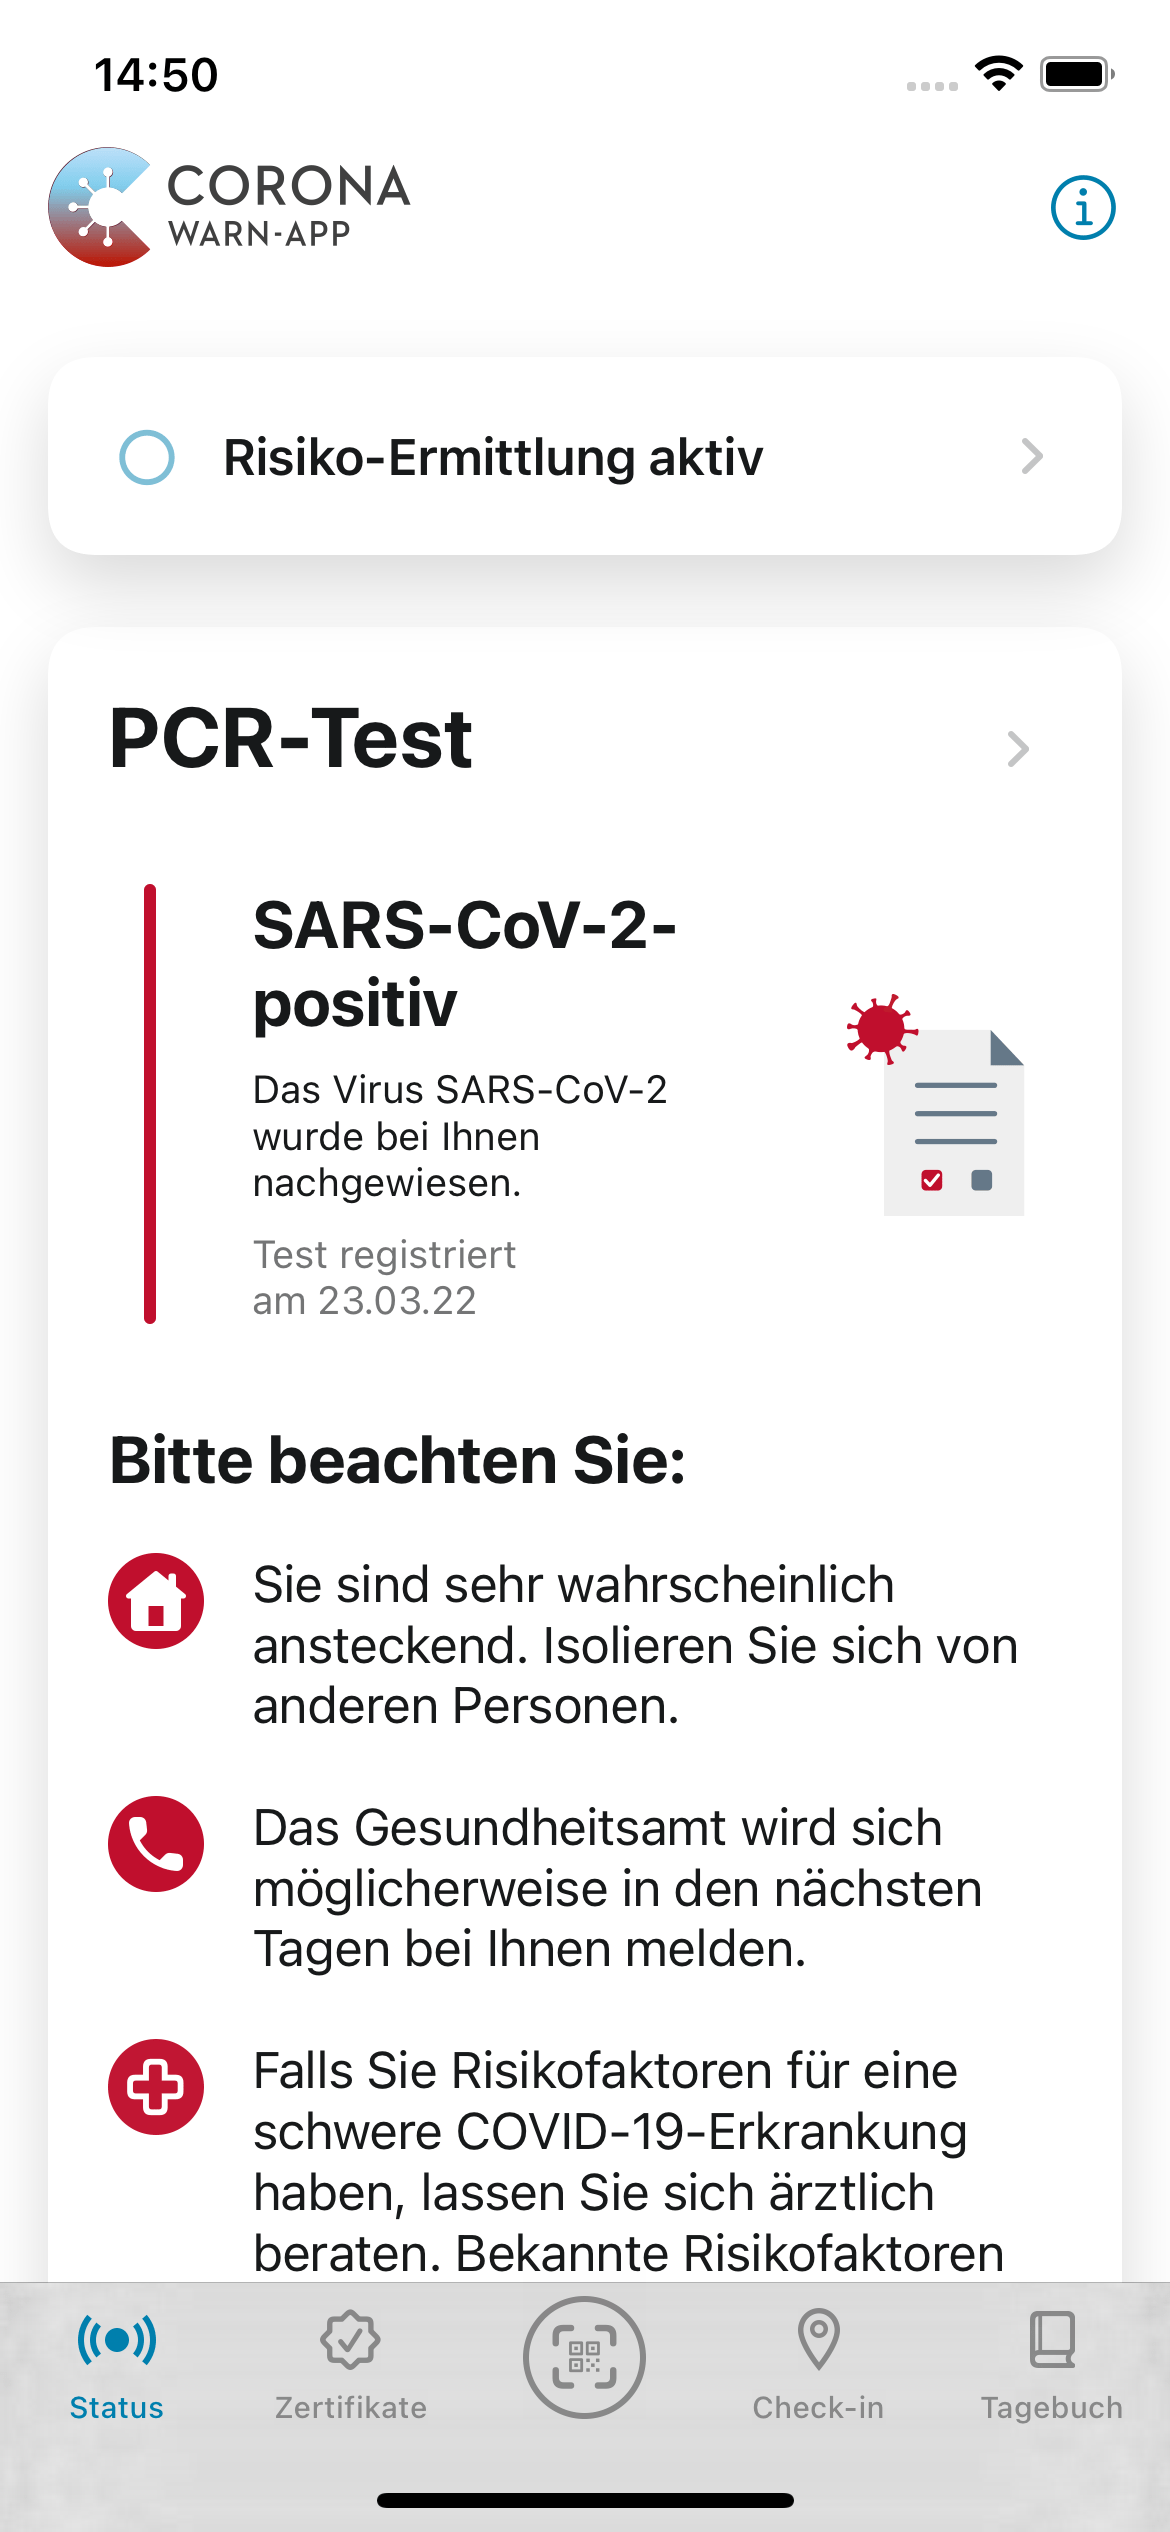 14:50
CORONA
WARN-APP
Risiko-Ermittlung aktiv
PCR-Test
SARS-CoV-2-
positiv
Das Virus SARS-CoV-2
wurde bei Ihnen
nachgewiesen.
Test registriert
am 23.03.22
Bitte beachten Sie:
Sie sind sehr wahrscheinlich
ansteckend. Isolieren Sie sich von
anderen Personen.
Das Gesundheitsamt wird sich
möglicherweise in den nächsten
Tagen bei Ihnen melden.
Falls Sie Risikofaktoren für eine
schwere COVID-19-Erkrankung
haben, lassen Sie sich ärztlich
beraten. Bekannte Risikofaktoren
Status
Zertifikate
Check-in
Tagebuch